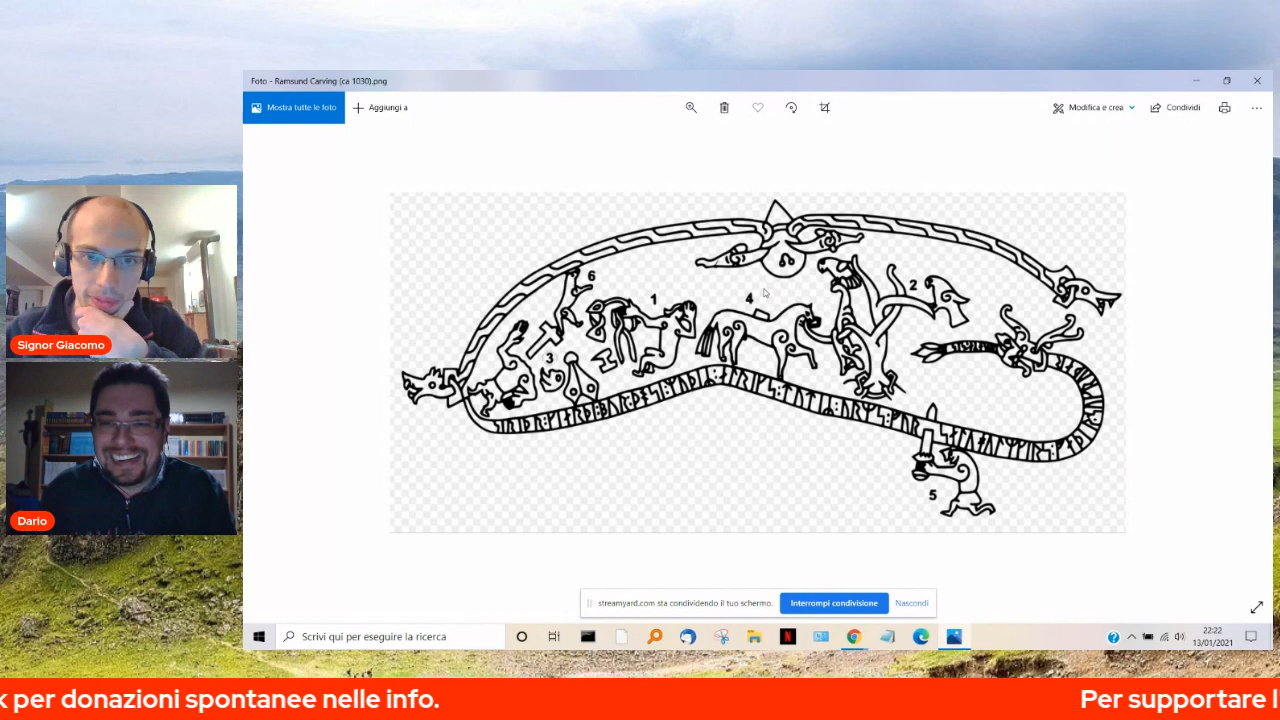 Foto - Ramsund Carving (ca 1030).png
Mostra tutte le foto
Aggiungi a
Modifica e crea
Condividi
6
1
2
4
3
5
Signor Giacomo
Dario
streamyard.com sta condividendo il tuo schermo.
Interrompi condivisione
Nascondi
Scrivi qui per eseguire la ricerca
N
22:22
13/01/2021
k per donazioni spontanee nelle info.
Per supportare l